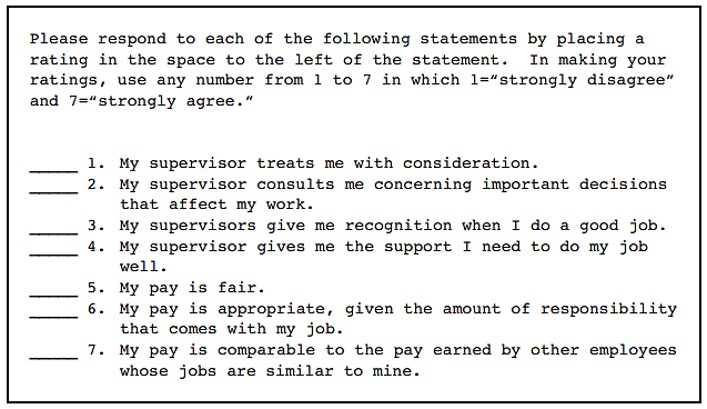 Please respond to each of the following statements by placing a
rating in the space to the left of the statement.  In making your
ratings, use any number from 1 to 7 in which 1=“strongly disagree”
and 7=“strongly agree.”
_____ 1. My supervisor treats me with consideration.
_____ 2. My supervisor consults me concerning important decisions
that affect my work.
_____ 3. My supervisors give me recognition when I do a good job.
_____ 4. My supervisor gives me the support I need to do my job
well.
_____ 5. My pay is fair.
_____ 6. My pay is appropriate, given the amount of responsibility
that comes with my job.
_____ 7. My pay is comparable to the pay earned by other employees
whose jobs are similar to mine.